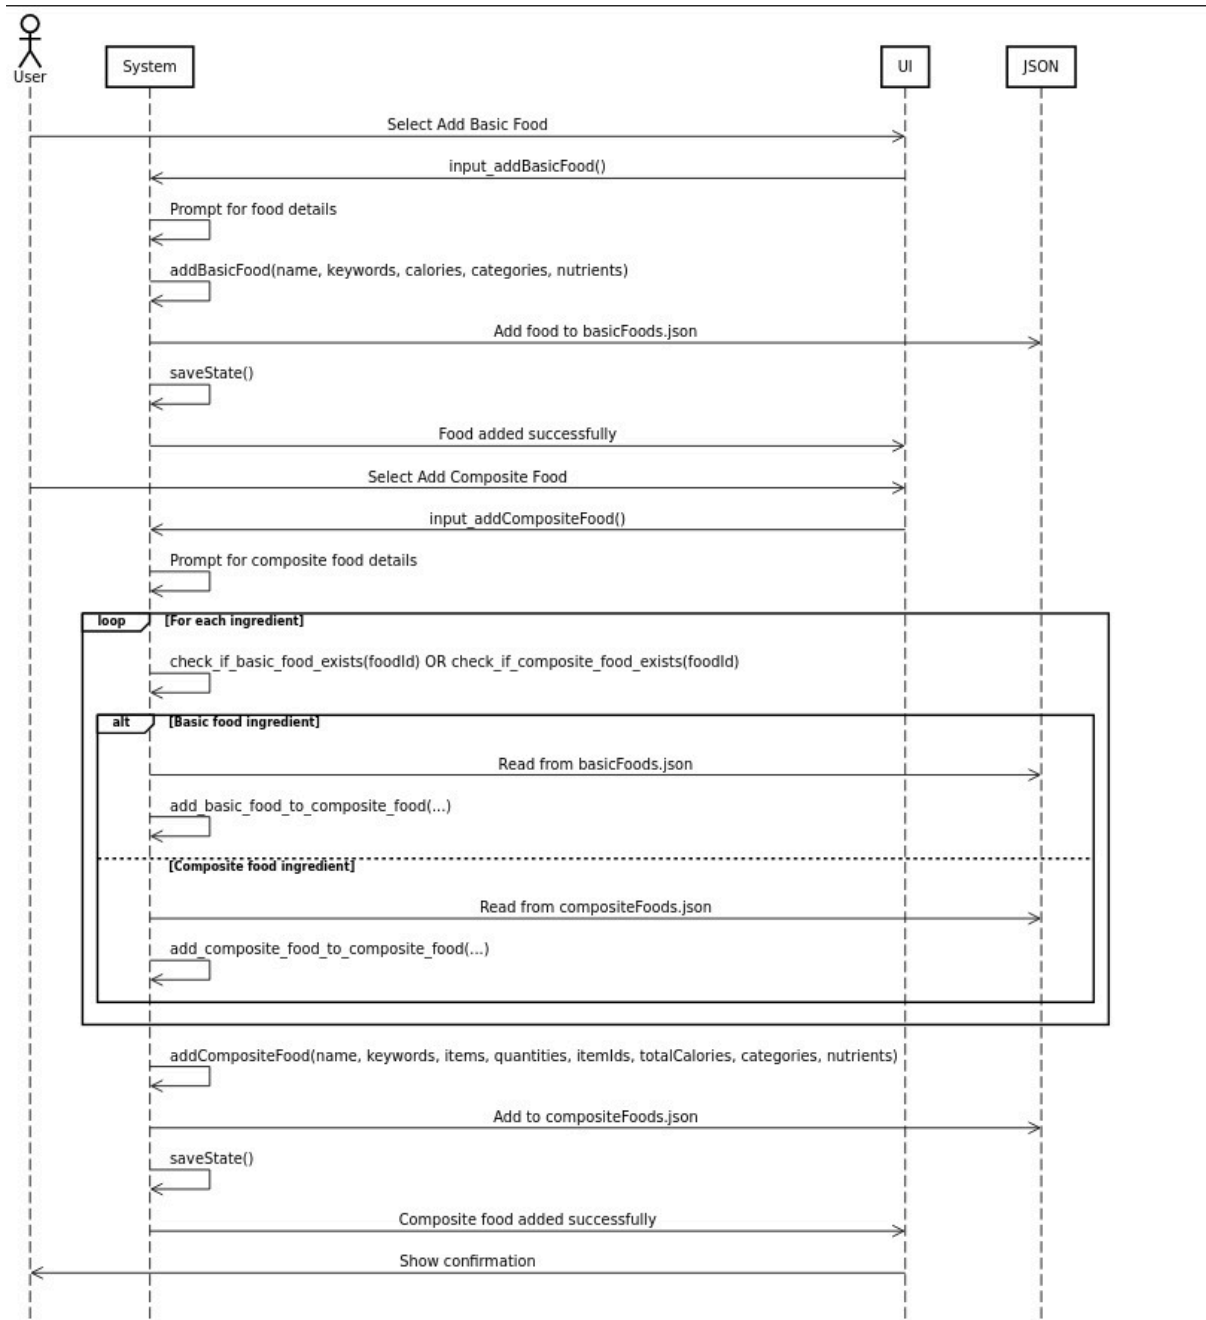 User
System
UI
JSON
Select Add Basic Food
input_addBasicFood()
Prompt for food details
addBasicFood(name, keywords, calories, categories, nutrients)
Add food to basicFoods.json
saveState()
Food added successfully
Select Add Composite Food
input_addCompositeFood()
Prompt for composite food details
loop [For each ingredient]
check_if_basic_food_exists(foodId) OR check_if_composite_food_exists(foodId)
alt [Basic food ingredient]
Read from basicFoods.json
add_basic_food_to_composite_food(...)
[Composite food ingredient]
Read from compositeFoods.json
add_composite_food_to_composite_food(...)
addCompositeFood(name, keywords, items, quantities, itemIds, totalCalories, categories, nutrients)
Add to compositeFoods.json
saveState()
Composite food added successfully
Show confirmation